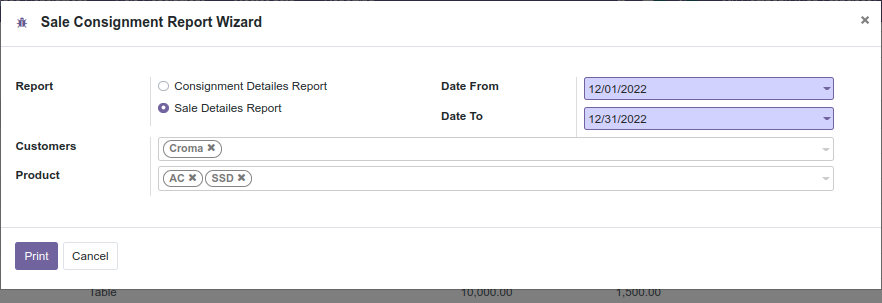 Sale Consignment Report Wizard ×
Report
Consignment Detailes Report
Sale Detailes Report
Date From 12/01/2022
Date To 12/31/2022
Customers Croma ✖
Product AC ✖ SSD ✖
Print Cancel
Table 10,000.00 1,500.00